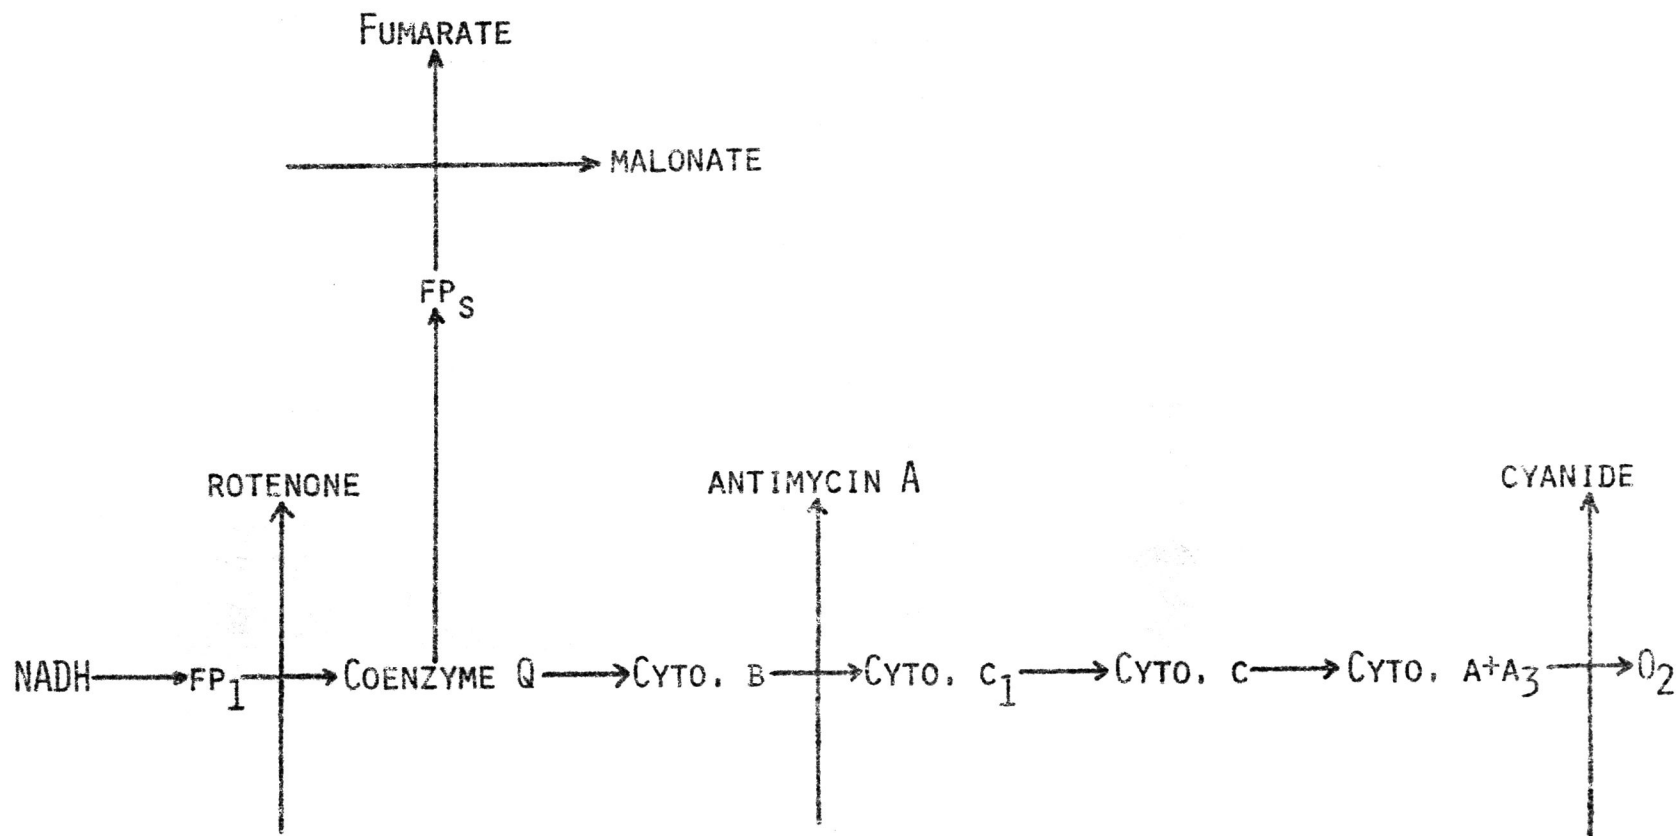 FUMARATE
MALONATE
FPS
ROTENONE
ANTIMYCIN A
CYANIDE
NADH FP1 COENZYME Q CYTO. B CYTO. C1 CYTO. C CYTO. A+A3 O2